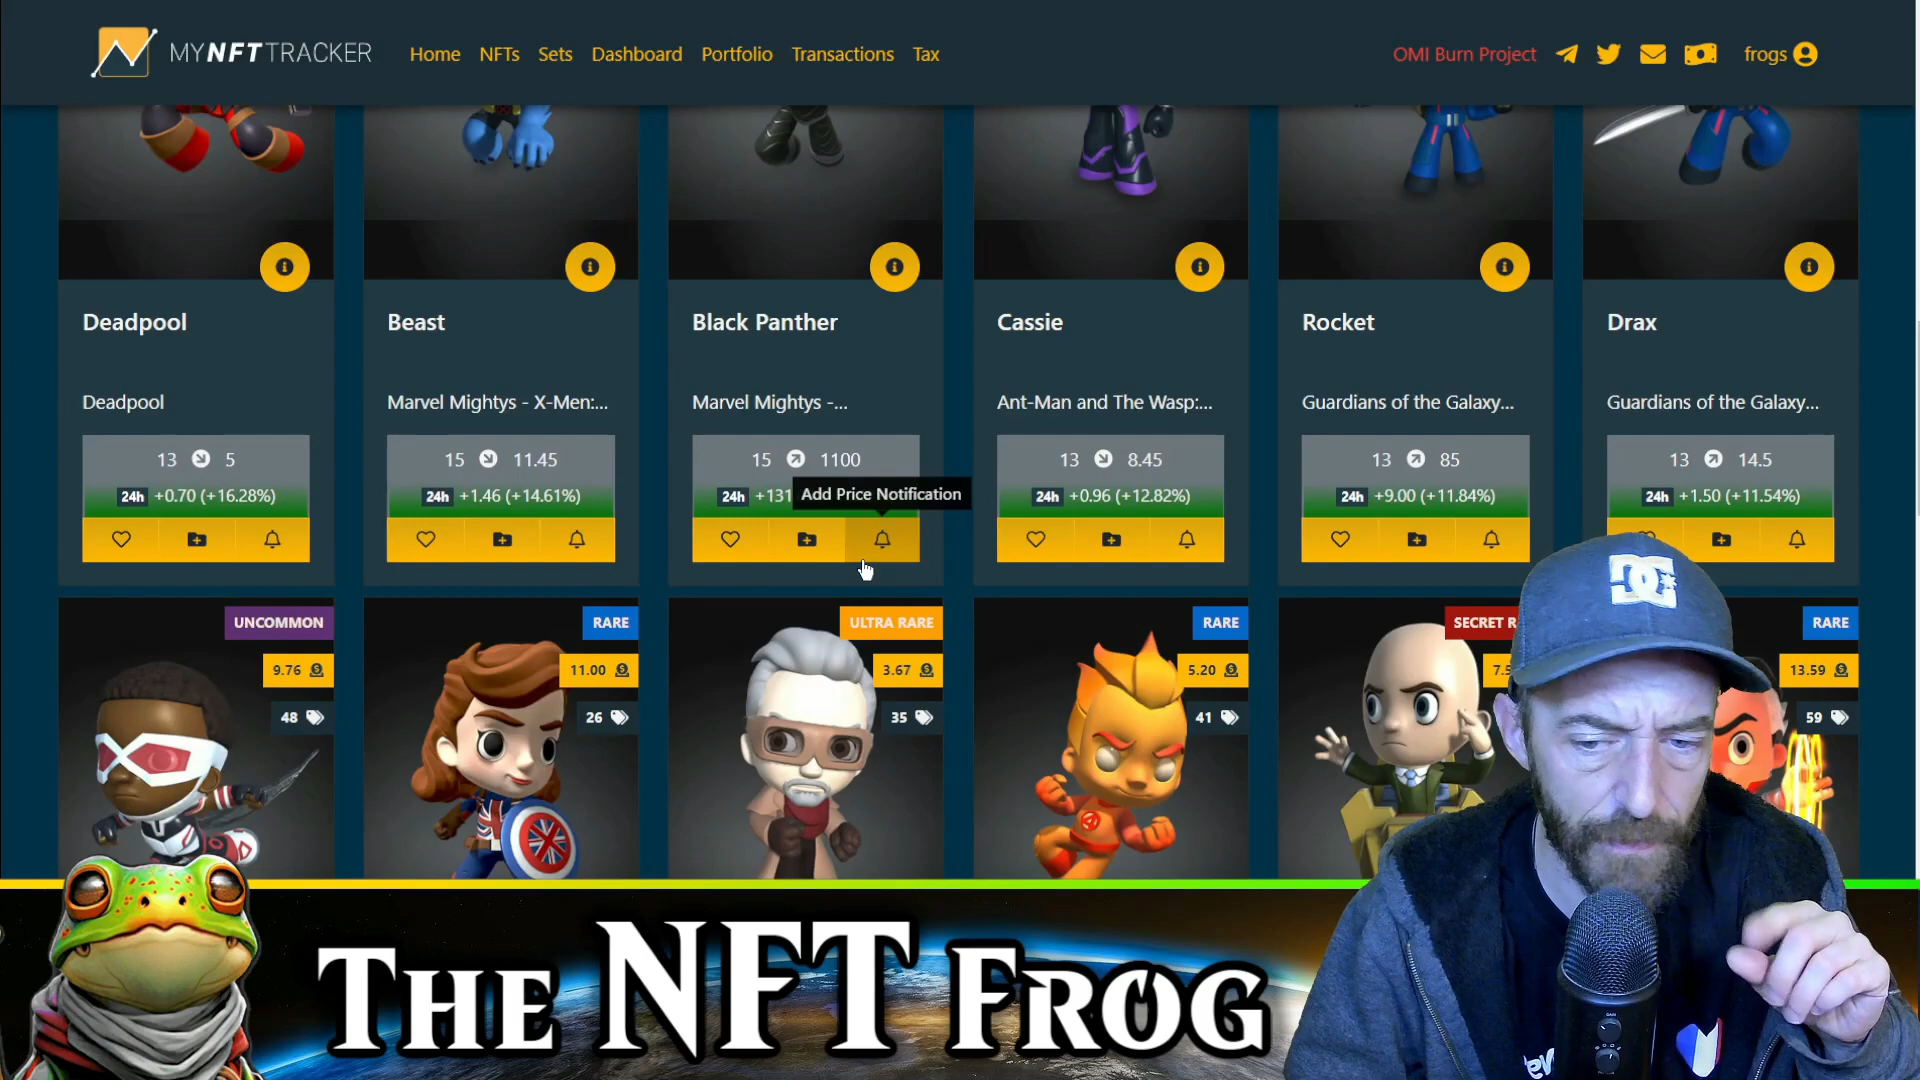 MYNFTTRACKER
Home NFTs Sets Dashboard Portfolio Transactions Tax
OMI Burn Project
frogs
Deadpool
Beast
Black Panther
Cassie
Rocket
Drax
Deadpool
Marvel Mightys - X-Men:...
Marvel Mightys -...
Ant-Man and The Wasp:...
Guardians of the Galaxy...
Guardians of the Galaxy...
13 5
15 11.45
15 1100
13 8.45
13 85
13 14.5
24h +0.70 (+16.28%)
24h +1.46 (+14.61%)
24h +131
Add Price Notification
24h +0.96 (+12.82%)
24h +9.00 (+11.84%)
24h +1.50 (+11.54%)
UNCOMMON
RARE
ULTRA RARE
RARE
SECRET R
RARE
9.76
11.00
3.67
5.20
7.5
13.59
48
26
35
41
59
DC
THE NFT FROG